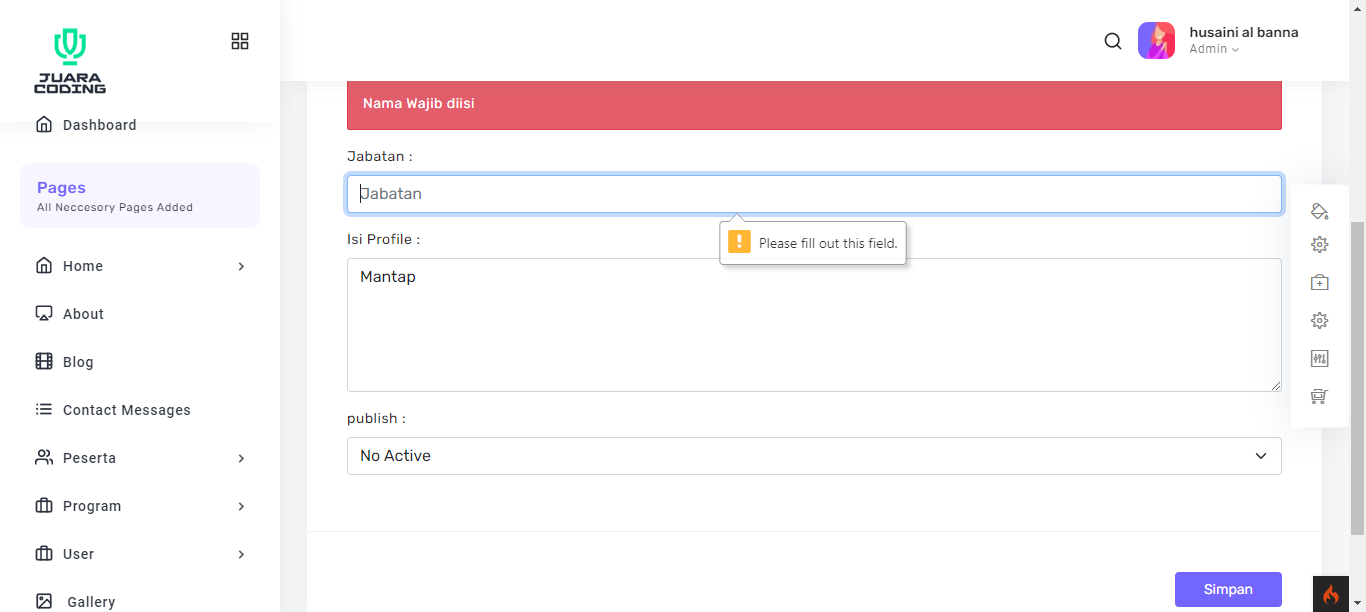 JUARA
CODING
husaini al banna
Admin
Dashboard
Pages
All Neccesory Pages Added
Home
About
Blog
Contact Messages
Peserta
Program
User
Gallery
Nama Wajib diisi
Jabatan :
Jabatan
Please fill out this field.
Isi Profile :
Mantap
publish :
No Active
Simpan